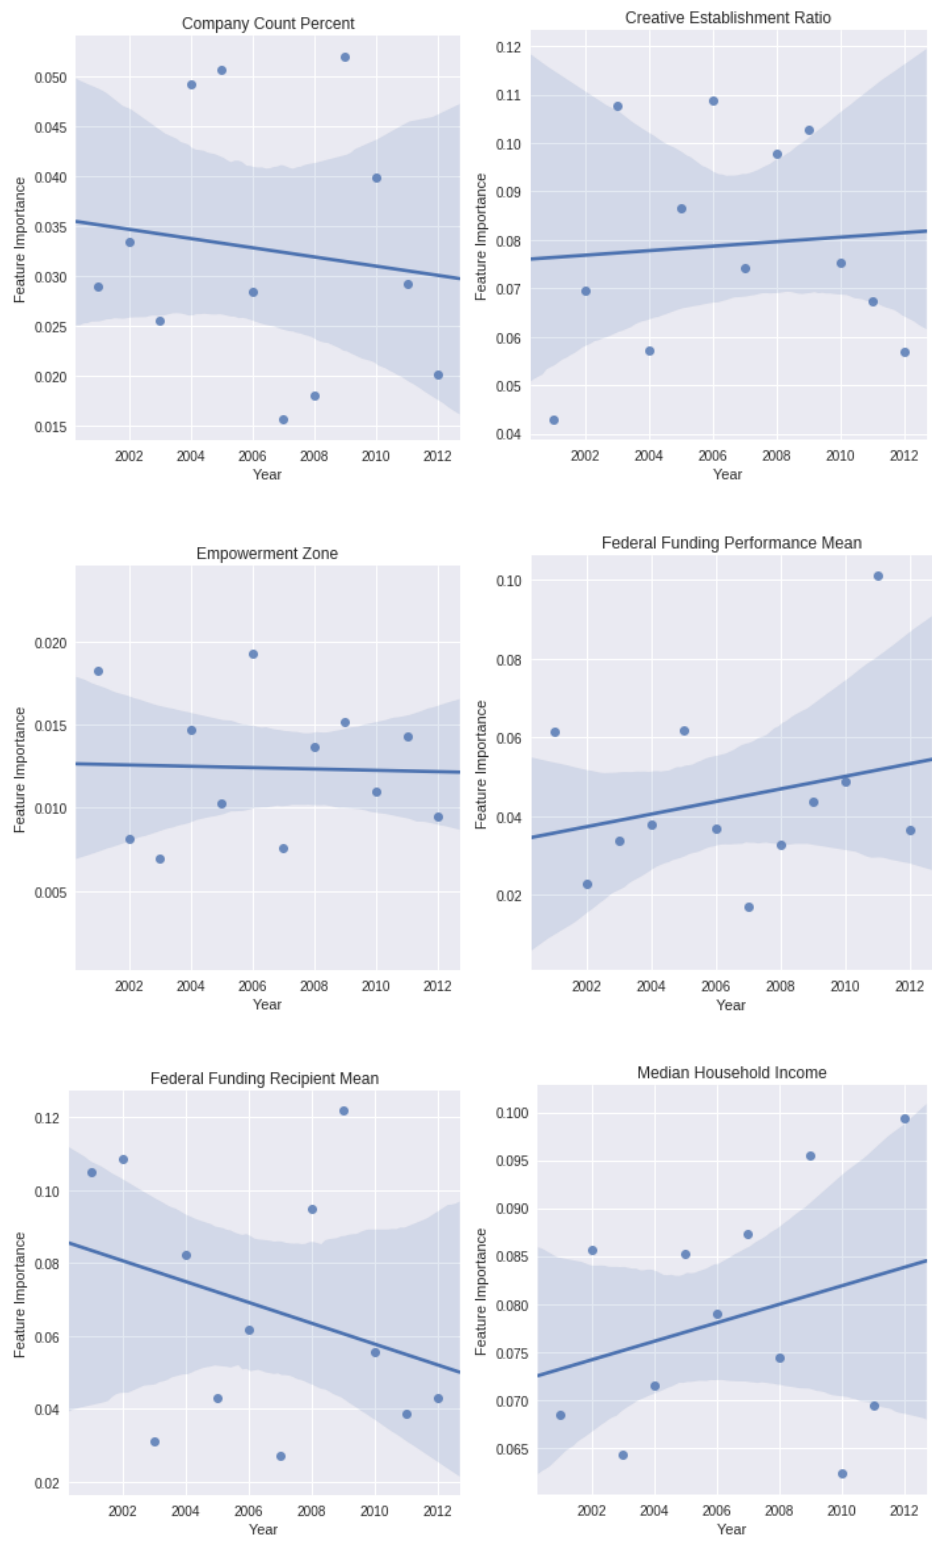 Company Count Percent
0.050
0.045
0.040
0.035
0.030
0.025
0.020
0.015
Feature Importance
2002 2004 2006 2008 2010 2012
Year
Creative Establishment Ratio
0.12
0.11
0.10
0.09
0.08
0.07
0.06
0.05
0.04
Feature Importance
2002 2004 2006 2008 2010 2012
Year
Empowerment Zone
0.020
0.015
0.010
0.005
Feature Importance
2002 2004 2006 2008 2010 2012
Year
Federal Funding Performance Mean
0.10
0.08
0.06
0.04
0.02
Feature Importance
2002 2004 2006 2008 2010 2012
Year
Federal Funding Recipient Mean
0.12
0.10
0.08
0.06
0.04
0.02
Feature Importance
2002 2004 2006 2008 2010 2012
Year
Median Household Income
0.100
0.095
0.090
0.085
0.080
0.075
0.070
0.065
Feature Importance
2002 2004 2006 2008 2010 2012
Year